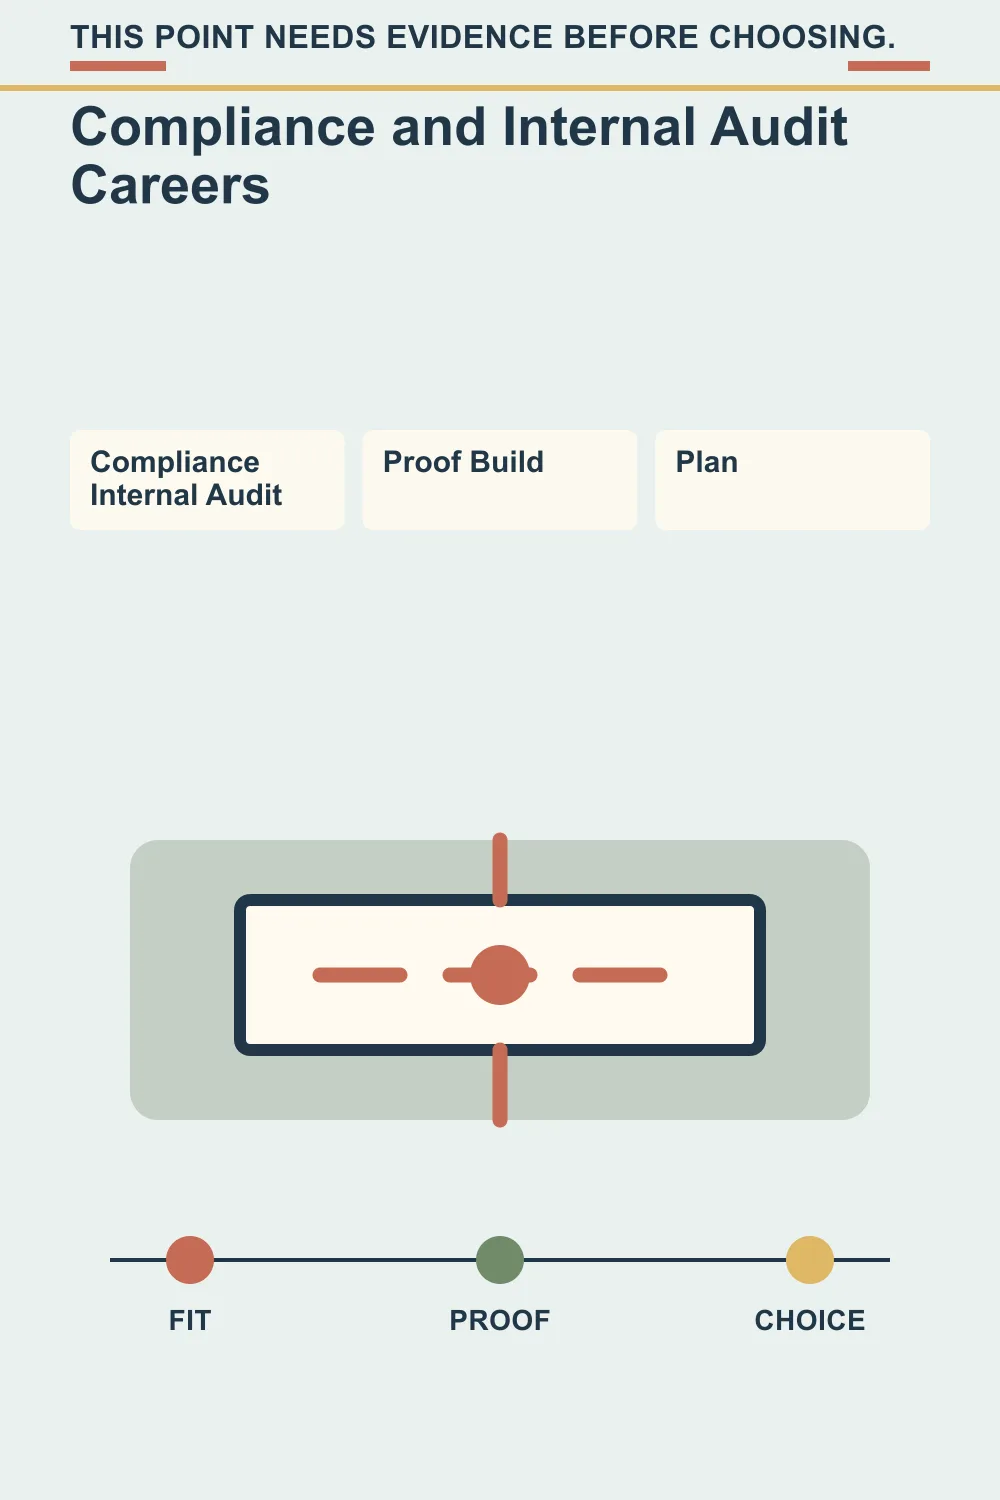 THIS POINT NEEDS EVIDENCE BEFORE CHOOSING.
Compliance and Internal Audit
Careers
Compliance
Internal Audit
Proof Build
Plan
FIT
PROOF
CHOICE